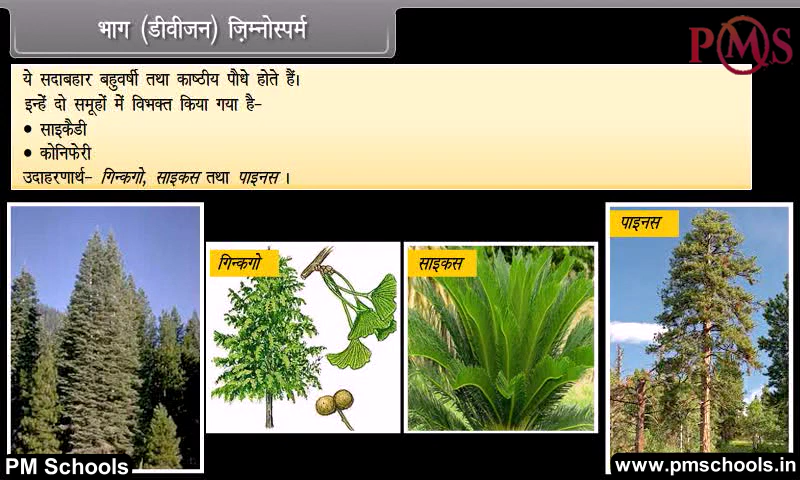 भाग (डीवीजन) ज़िम्नोस्पर्म
PMS
ये सदाबहार बहुवर्षी तथा काष्ठीय पौधे होते हैं।
इन्हें दो समूहों में विभक्त किया गया है-
• साइकैडी
• कोनिफेरी
उदाहरणार्थ- गिन्कगो, साइकस तथा पाइनस ।
गिन्कगो
साइकस
पाइनस
PM Schools
www.pmschools.in